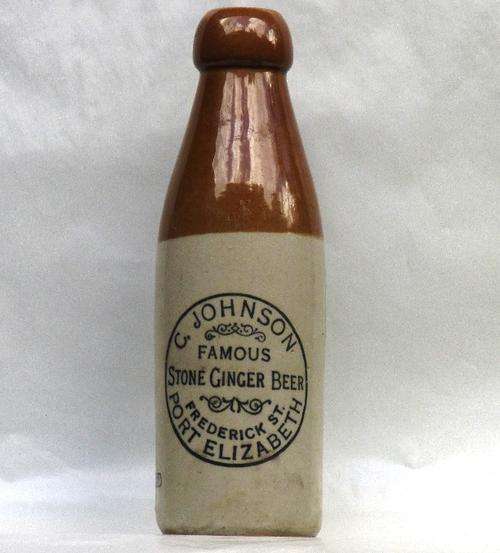 C. JOHNSON
FAMOUS
STONE GINGER BEER
FREDERICK ST.
PORT ELIZABETH